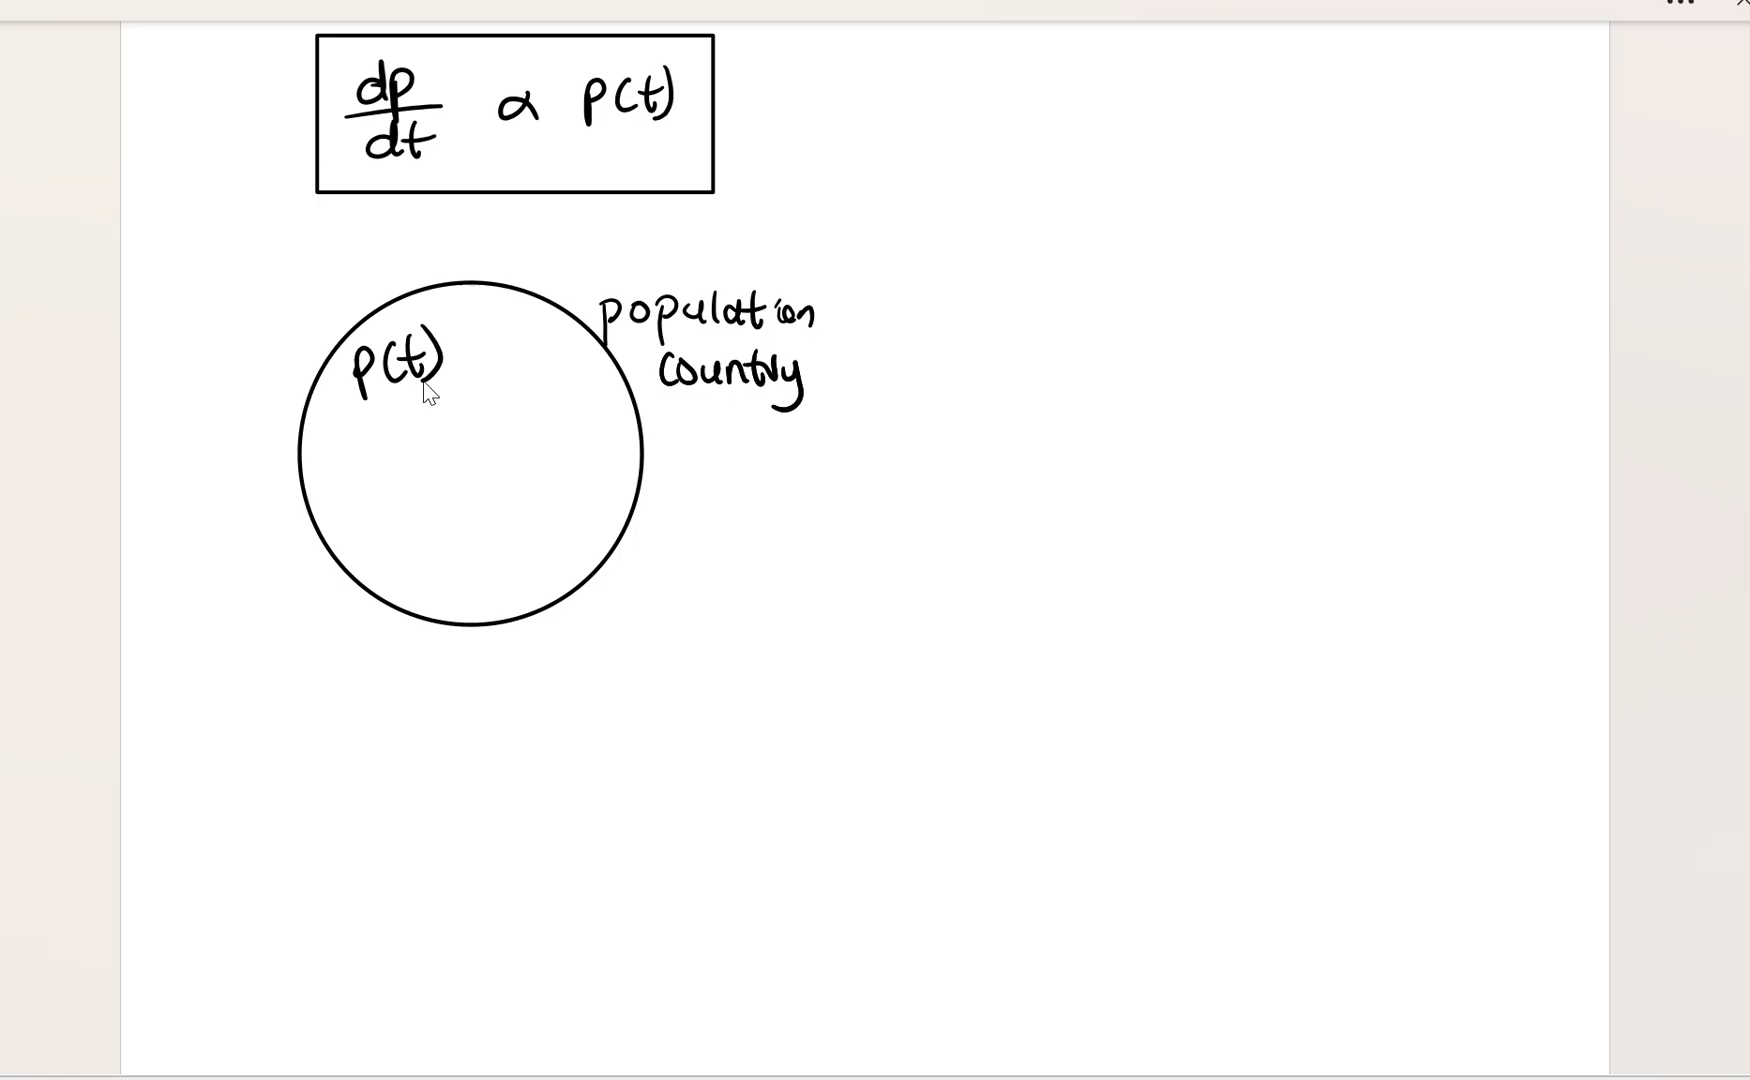 dp/dt α p(t)
population
country
p(t)